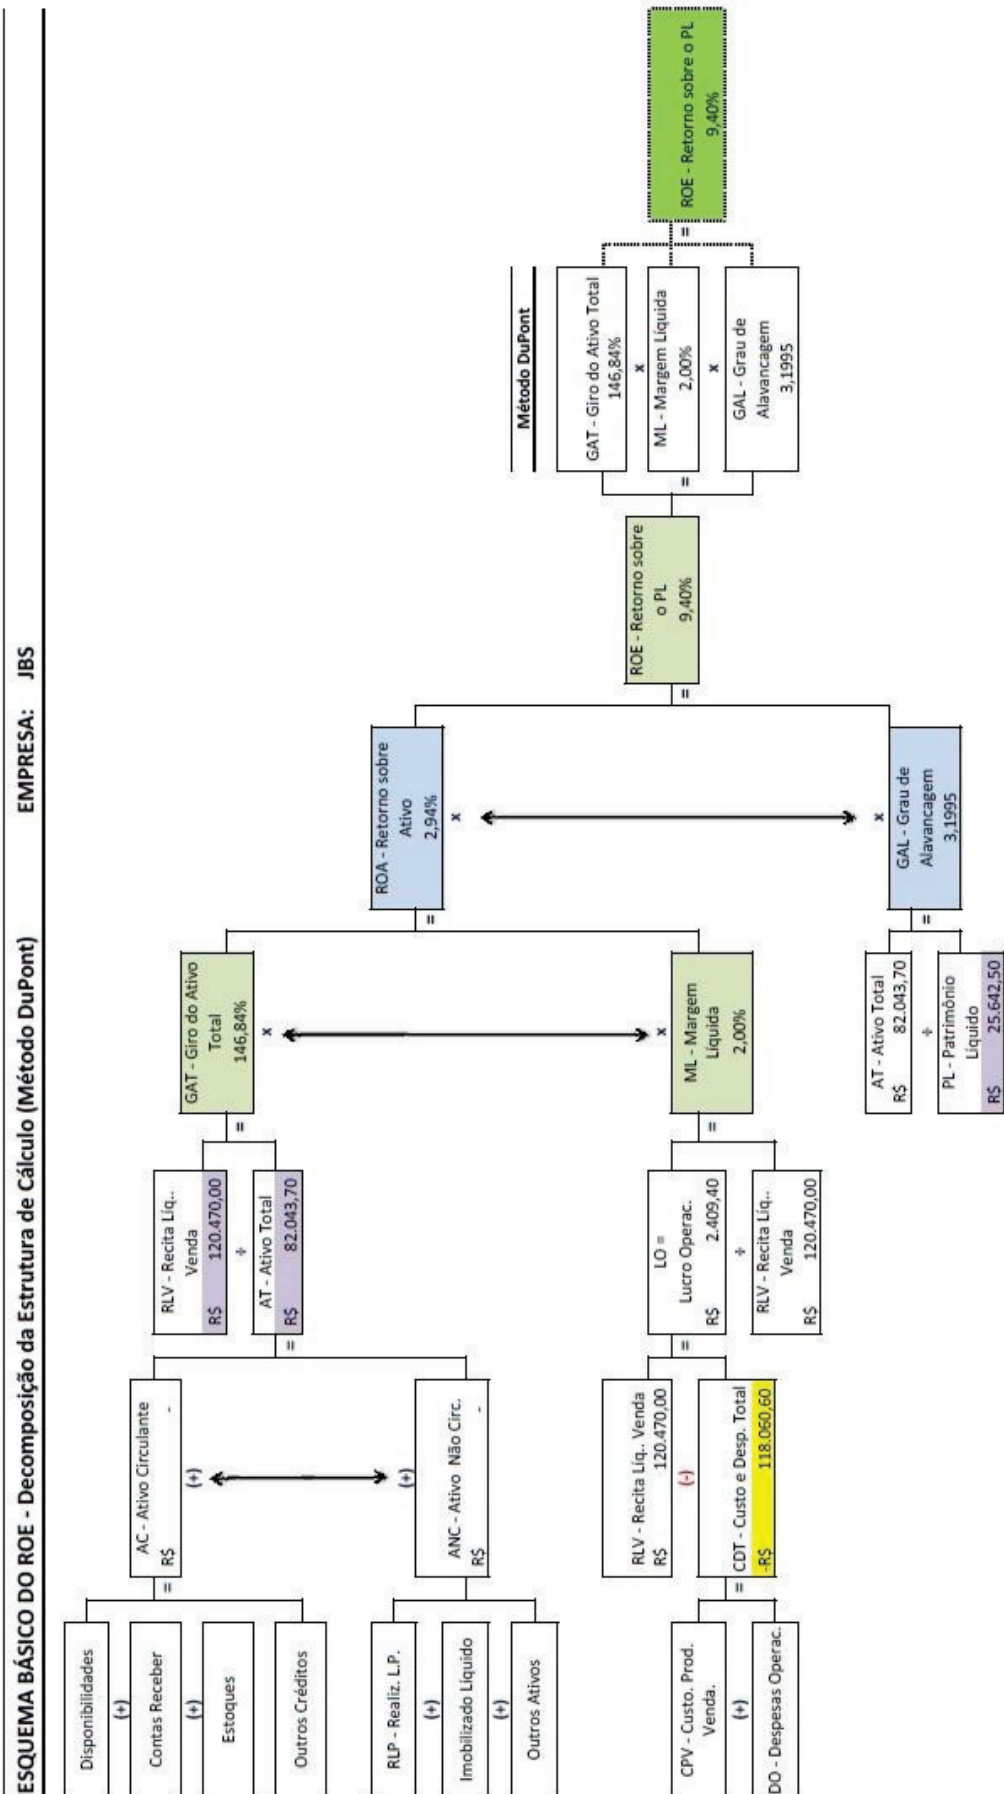 ESQUEMA BÁSICO DO ROE - Decomposição da Estrutura de Cálculo (Método DuPont) EMPRESA: JBS
Disponibilidades
(+)
Contas Receber
(+)
Estoques
Outros Créditos
=
AC - Ativo Circulante
R$ -
(+)
RLP - Realiz. L.P.
(+)
Imobilizado Líquido
(+)
Outros Ativos
ANC - Ativo Não Circ.
R$ -
(+)
=
RLV - Recita Líq..
Venda
R$ 120.470,00
÷
AT - Ativo Total
R$ 82.043,70
=
GAT - Giro do Ativo
Total
146,84%
x
CPV - Custo. Prod.
Venda.
(+)
DO - Despesas Operac.
=
RLV - Recita Líq.. Venda
R$ 120.470,00
(-)
CDT - Custo e Desp. Total
-R$ 118.060,60
=
LO =
Lucro Operac.
R$ 2.409,40
÷
RLV - Recita Líq..
Venda
R$ 120.470,00
=
x
ML - Margem
Líquida
2,00%
=
ROA - Retorno sobre
Ativo
2,94%
x
AT - Ativo Total
R$ 82.043,70
÷
PL - Patrimônio
Líquido
R$ 25.642,50
=
x
GAL - Grau de
Alavancagem
3,1995
=
ROE - Retorno sobre
o PL
9,40%
=
Método DuPont
GAT - Giro do Ativo Total
146,84%
x
ML - Margem Líquida
2,00%
x
GAL - Grau de
Alavancagem
3,1995
=
ROE - Retorno sobre o PL
9,40%